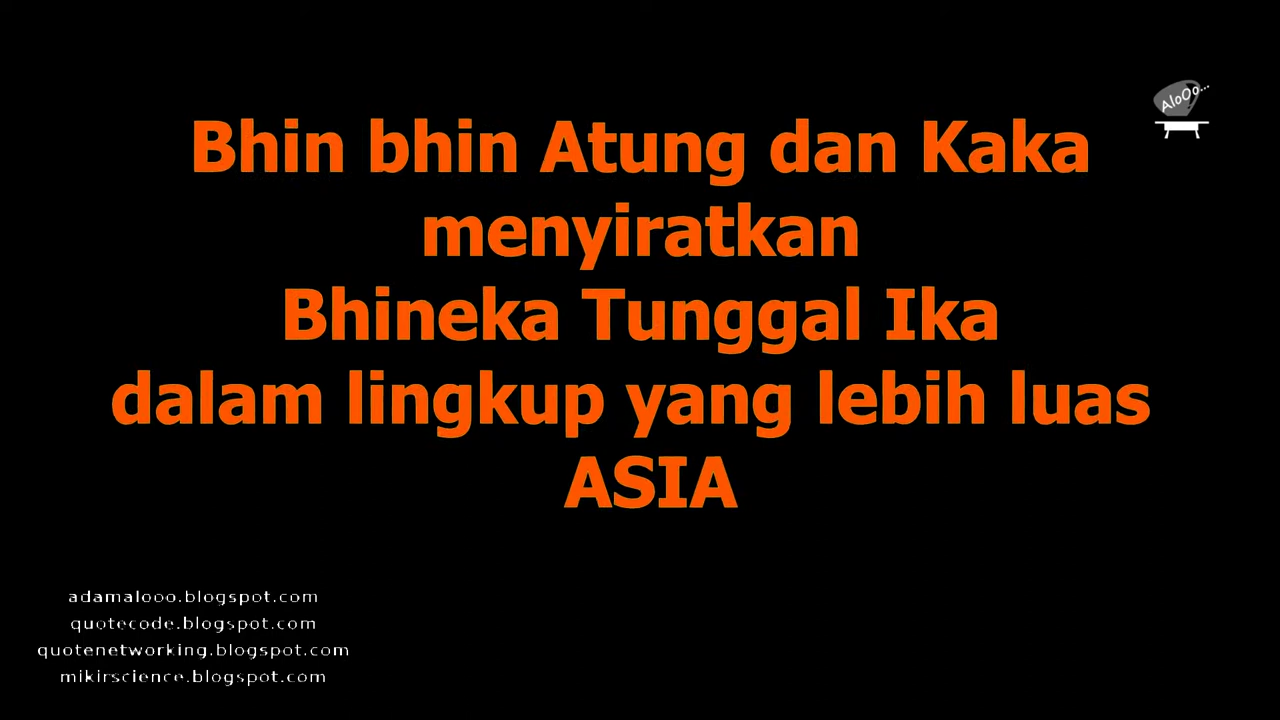 AloOo...
Bhin bhin Atung dan Kaka
menyiratkan
Bhineka Tunggal Ika
dalam lingkup yang lebih luas
ASIA
adamalooo.blogspot.com
quotecode.blogspot.com
quotenetworking.blogspot.com
mikirscience.blogspot.com